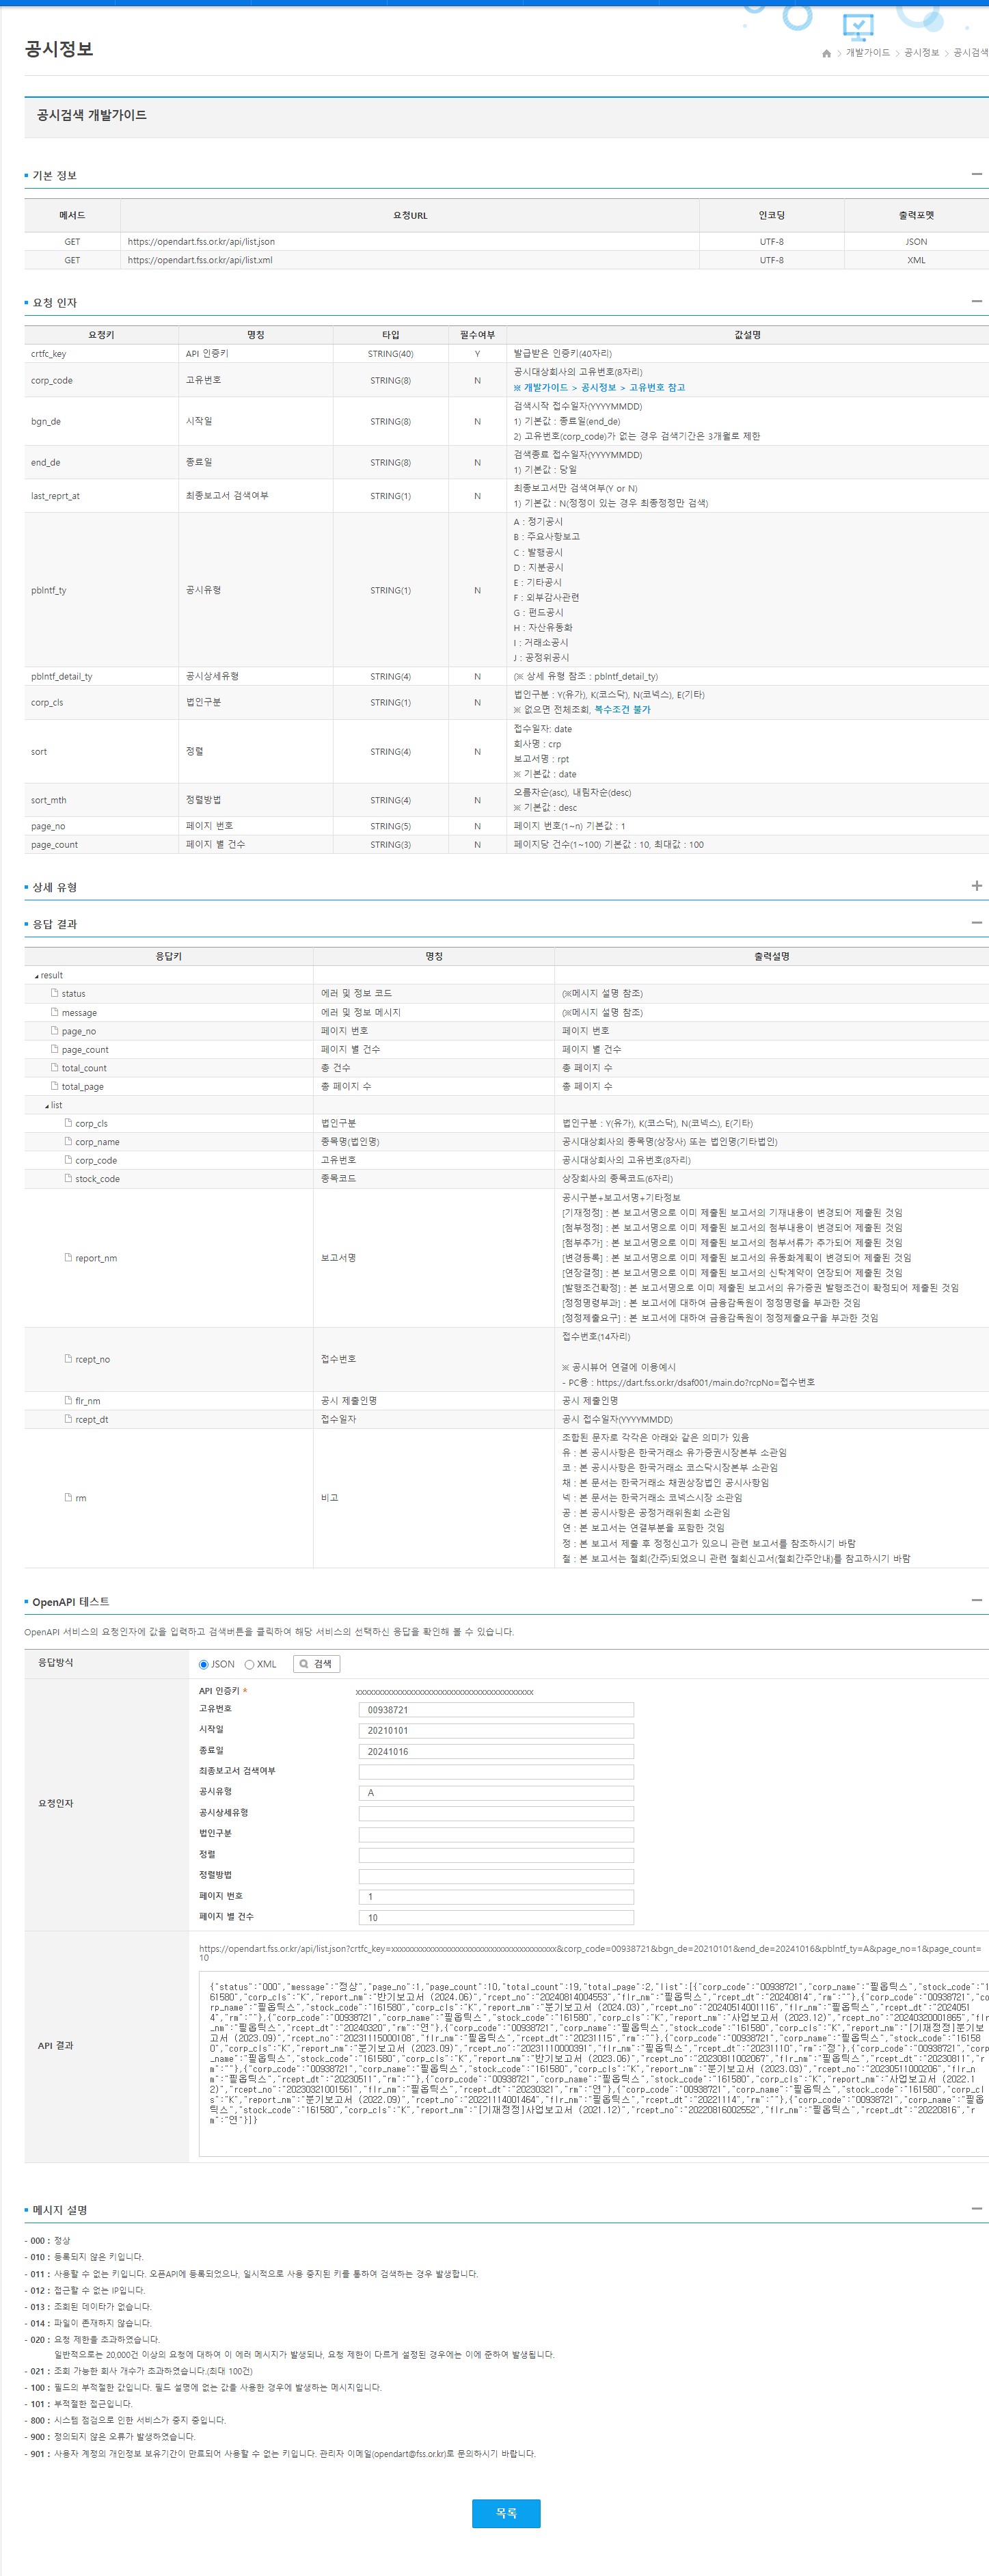 공시정보
개발가이드 > 공시정보 > 공시검색
공시검색 개발가이드
기본 정보
메서드 요청URL 인코딩 출력포멧
GET https://opendart.fss.or.kr/api/list.json UTF-8 JSON
GET https://opendart.fss.or.kr/api/list.xml UTF-8 XML
요청 인자
요청키 명칭 타입 필수여부 값설명
crtfc_key API 인증키 STRING(40) Y 발급받은 인증키(40자리)
corp_code 고유번호 STRING(8) N 공시대상회사의 고유번호(8자리)
※ 개발가이드 > 공시정보 > 고유번호 참고
bgn_de 시작일 STRING(8) N 검색시작 접수일자(YYYYMMDD)
1) 기본값 : 종료일(end_de)
2) 고유번호(corp_code)가 없는 경우 검색기간은 3개월로 제한
end_de 종료일 STRING(8) N 검색종료 접수일자(YYYYMMDD)
1) 기본값 : 당일
last_reprt_at 최종보고서 검색여부 STRING(1) N 최종보고서만 검색여부(Y or N)
1) 기본값 : N(정정이 있는 경우 최종정정만 검색)
pblntf_ty 공시유형 STRING(1) N A : 정기공시
B : 주요사항보고
C : 발행공시
D : 지분공시
E : 기타공시
F : 외부감사관련
G : 펀드공시
H : 자산유동화
I : 거래소공시
J : 공정위공시
pblntf_detail_ty 공시상세유형 STRING(4) N (※ 상세 유형 참조 : pblntf_detail_ty)
corp_cls 법인구분 STRING(1) N 법인구분 : Y(유가), K(코스닥), N(코넥스), E(기타)
※ 없으면 전체조회, 복수조건 불가
sort 정렬 STRING(4) N 접수일자: date
회사명 : crp
보고서명 : rpt
※ 기본값 : date
sort_mth 정렬방법 STRING(4) N 오름차순(asc), 내림차순(desc)
※ 기본값 : desc
page_no 페이지 번호 STRING(5) N 페이지 번호(1~n) 기본값 : 1
page_count 페이지 별 건수 STRING(3) N 페이지당 건수(1~100) 기본값 : 10, 최대값 : 100
상세 유형
응답 결과
응답키 명칭 출력설명
result
status 에러 및 정보 코드 (※메시지 설명 참조)
message 에러 및 정보 메시지 (※메시지 설명 참조)
page_no 페이지 번호 페이지 번호
page_count 페이지 별 건수 페이지 별 건수
total_count 총 건수 총 페이지 수
total_page 총 페이지 수 총 페이지 수
list
corp_cls 법인구분 법인구분 : Y(유가), K(코스닥), N(코넥스), E(기타)
corp_name 종목명(법인명) 공시대상회사의 종목명(상장사) 또는 법인명(기타법인)
corp_code 고유번호 공시대상회사의 고유번호(8자리)
stock_code 종목코드 상장회사의 종목코드(6자리)
report_nm 보고서명 공시구분+보고서명+기타정보
[기재정정] : 본 보고서명으로 이미 제출된 보고서의 기재내용이 변경되어 제출된 것임
[첨부정정] : 본 보고서명으로 이미 제출된 보고서의 첨부내용이 변경되어 제출된 것임
[첨부추가] : 본 보고서명으로 이미 제출된 보고서의 첨부서류가 추가되어 제출된 것임
[변경등록] : 본 보고서명으로 이미 제출된 보고서의 유동화계획이 변경되어 제출된 것임
[연장결정] : 본 보고서명으로 이미 제출된 보고서의 신탁계약이 연장되어 제출된 것임
[발행조건확정] : 본 보고서명으로 이미 제출된 보고서의 유가증권 발행조건이 확정되어 제출된 것임
[정정명령부과] : 본 보고서에 대하여 금융감독원이 정정명령을 부과한 것임
[정정제출요구] : 본 보고서에 대하여 금융감독원이 정정제출요구을 부과한 것임
rcept_no 접수번호 접수번호(14자리)
※ 공시뷰어 연결에 이용예시
- PC용 : https://dart.fss.or.kr/dsaf001/main.do?rcpNo=접수번호
flr_nm 공시 제출인명 공시 제출인명
rcept_dt 접수일자 공시 접수일자(YYYYMMDD)
rm 비고 조합된 문자로 각각은 아래와 같은 의미가 있음
유 : 본 공시사항은 한국거래소 유가증권시장본부 소관임
코 : 본 공시사항은 한국거래소 코스닥시장본부 소관임
채 : 본 문서는 한국거래소 채권상장법인 공시사항임
넥 : 본 문서는 한국거래소 코넥스시장 소관임
공 : 본 공시사항은 공정거래위원회 소관임
연 : 본 보고서는 연결부분을 포함한 것임
정 : 본 보고서 제출 후 정정신고가 있으니 관련 보고서를 참조하시기 바람
철 : 본 보고서는 철회(간주)되었으니 관련 철회신고서(철회간주안내)를 참고하시기 바람
OpenAPI 테스트
OpenAPI 서비스의 요청인자에 값을 입력하고 검색버튼을 클릭하여 해당 서비스의 선택하신 응답을 확인해 볼 수 있습니다.
응답방식 JSON XML 검색
요청인자
API 인증키 * xxxxxxxxxxxxxxxxxxxxxxxxxxxxxxxxxxxxxxxx
고유번호 00938721
시작일 20210101
종료일 20241016
최종보고서 검색여부
공시유형 A
공시상세유형
법인구분
정렬
정렬방법
페이지 번호 1
페이지 별 건수 10
API 결과
https://opendart.fss.or.kr/api/list.json?crtfc_key=xxxxxxxxxxxxxxxxxxxxxxxxxxxxxxxxxxxxxxxx&corp_code=00938721&bgn_de=20210101&end_de=20241016&pblntf_ty=A&page_no=1&page_count=
10
{"status":"000","message":"정상","page_no":1,"page_count":10,"total_count":19,"total_page":2,"list":[{"corp_code":"00938721","corp_name":"필옵틱스","stock_code":"1
61580","corp_cls":"K","report_nm":"반기보고서 (2024.06)","rcept_no":"20240814004553","flr_nm":"필옵틱스","rcept_dt":"20240814","rm":""},{"corp_code":"00938721","co
rp_name":"필옵틱스","stock_code":"161580","corp_cls":"K","report_nm":"분기보고서 (2024.03)","rcept_no":"20240514001116","flr_nm":"필옵틱스","rcept_dt":"2024051
4","rm":""},{"corp_code":"00938721","corp_name":"필옵틱스","stock_code":"161580","corp_cls":"K","report_nm":"사업보고서 (2023.12)","rcept_no":"20240320001865","flr
_nm":"필옵틱스","rcept_dt":"20240320","rm":"연"},{"corp_code":"00938721","corp_name":"필옵틱스","stock_code":"161580","corp_cls":"K","report_nm":"[기재정정]분기보
고서 (2023.09)","rcept_no":"20231115000108","flr_nm":"필옵틱스","rcept_dt":"20231115","rm":""},{"corp_code":"00938721","corp_name":"필옵틱스","stock_code":"16158
0","corp_cls":"K","report_nm":"분기보고서 (2023.09)","rcept_no":"20231110000391","flr_nm":"필옵틱스","rcept_dt":"20231110","rm":"정"},{"corp_code":"00938721","corp
_name":"필옵틱스","stock_code":"161580","corp_cls":"K","report_nm":"반기보고서 (2023.06)","rcept_no":"20230811002067","flr_nm":"필옵틱스","rcept_dt":"20230811","r
m":""},{"corp_code":"00938721","corp_name":"필옵틱스","stock_code":"161580","corp_cls":"K","report_nm":"분기보고서 (2023.03)","rcept_no":"20230511000206","flr_n
m":"필옵틱스","rcept_dt":"20230511","rm":""},{"corp_code":"00938721","corp_name":"필옵틱스","stock_code":"161580","corp_cls":"K","report_nm":"사업보고서 (2022.1
2)","rcept_no":"20230321001561","flr_nm":"필옵틱스","rcept_dt":"20230321","rm":"연"},{"corp_code":"00938721","corp_name":"필옵틱스","stock_code":"161580","corp_cl
s":"K","report_nm":"분기보고서 (2022.09)","rcept_no":"20221114001464","flr_nm":"필옵틱스","rcept_dt":"20221114","rm":""},{"corp_code":"00938721","corp_name":"필옵
틱스","stock_code":"161580","corp_cls":"K","report_nm":"[기재정정]사업보고서 (2021.12)","rcept_no":"20220816002552","flr_nm":"필옵틱스","rcept_dt":"20220816","r
m":"연"}]}
메시지 설명
- 000 : 정상
- 010 : 등록되지 않은 키입니다.
- 011 : 사용할 수 없는 키입니다. 오픈API에 등록되었으나, 일시적으로 사용 중지된 키를 통하여 검색하는 경우 발생합니다.
- 012 : 접근할 수 없는 IP입니다.
- 013 : 조회된 데이타가 없습니다.
- 014 : 파일이 존재하지 않습니다.
- 020 : 요청 제한을 초과하였습니다.
일반적으로는 20,000건 이상의 요청에 대하여 이 에러 메시지가 발생되나, 요청 제한이 다르게 설정된 경우에는 이에 준하여 발생됩니다.
- 021 : 조회 가능한 회사 개수가 초과하였습니다.(최대 100건)
- 100 : 필드의 부적절한 값입니다. 필드 설명에 없는 값을 사용한 경우에 발생하는 메시지입니다.
- 101 : 부적절한 접근입니다.
- 800 : 시스템 점검으로 인한 서비스가 중지 중입니다.
- 900 : 정의되지 않은 오류가 발생하였습니다.
- 901 : 사용자 계정의 개인정보 보유기간이 만료되어 사용할 수 없는 키입니다. 관리자 이메일(opendart@fss.or.kr)로 문의하시기 바랍니다.
목록